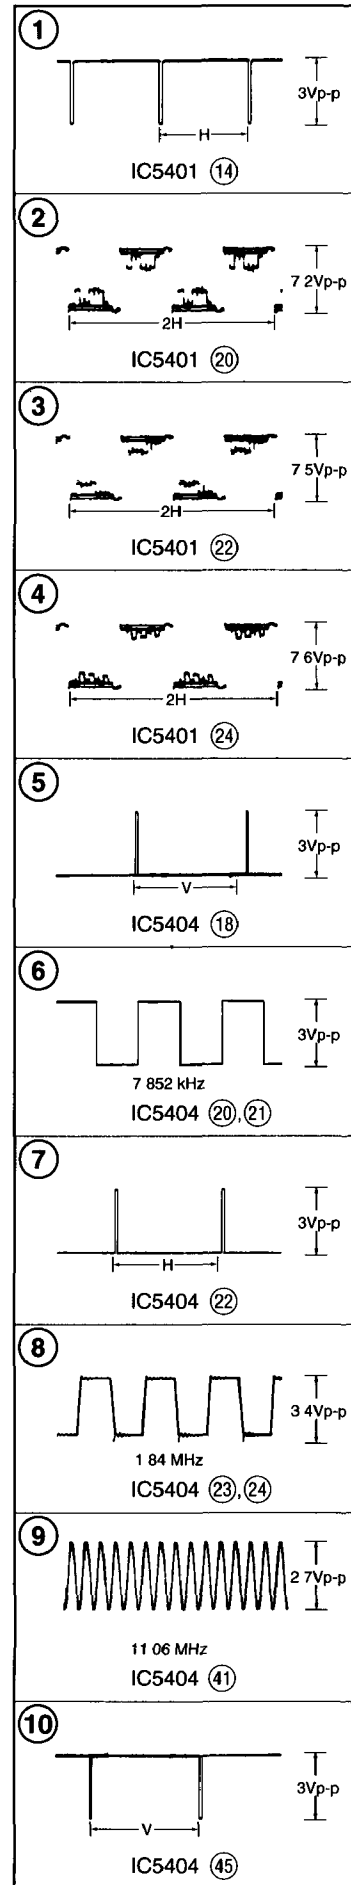 1
3Vp-p
H
IC5401 14
2
7 2Vp-p
2H
IC5401 20
3
7 5Vp-p
2H
IC5401 22
4
7 6Vp-p
2H
IC5401 24
5
3Vp-p
V
IC5404 18
6
3Vp-p
7 852 kHz
IC5404 20, 21
7
3Vp-p
H
IC5404 22
8
3 4Vp-p
1 84 MHz
IC5404 23, 24
9
2 7Vp-p
11 06 MHz
IC5404 41
10
3Vp-p
V
IC5404 45